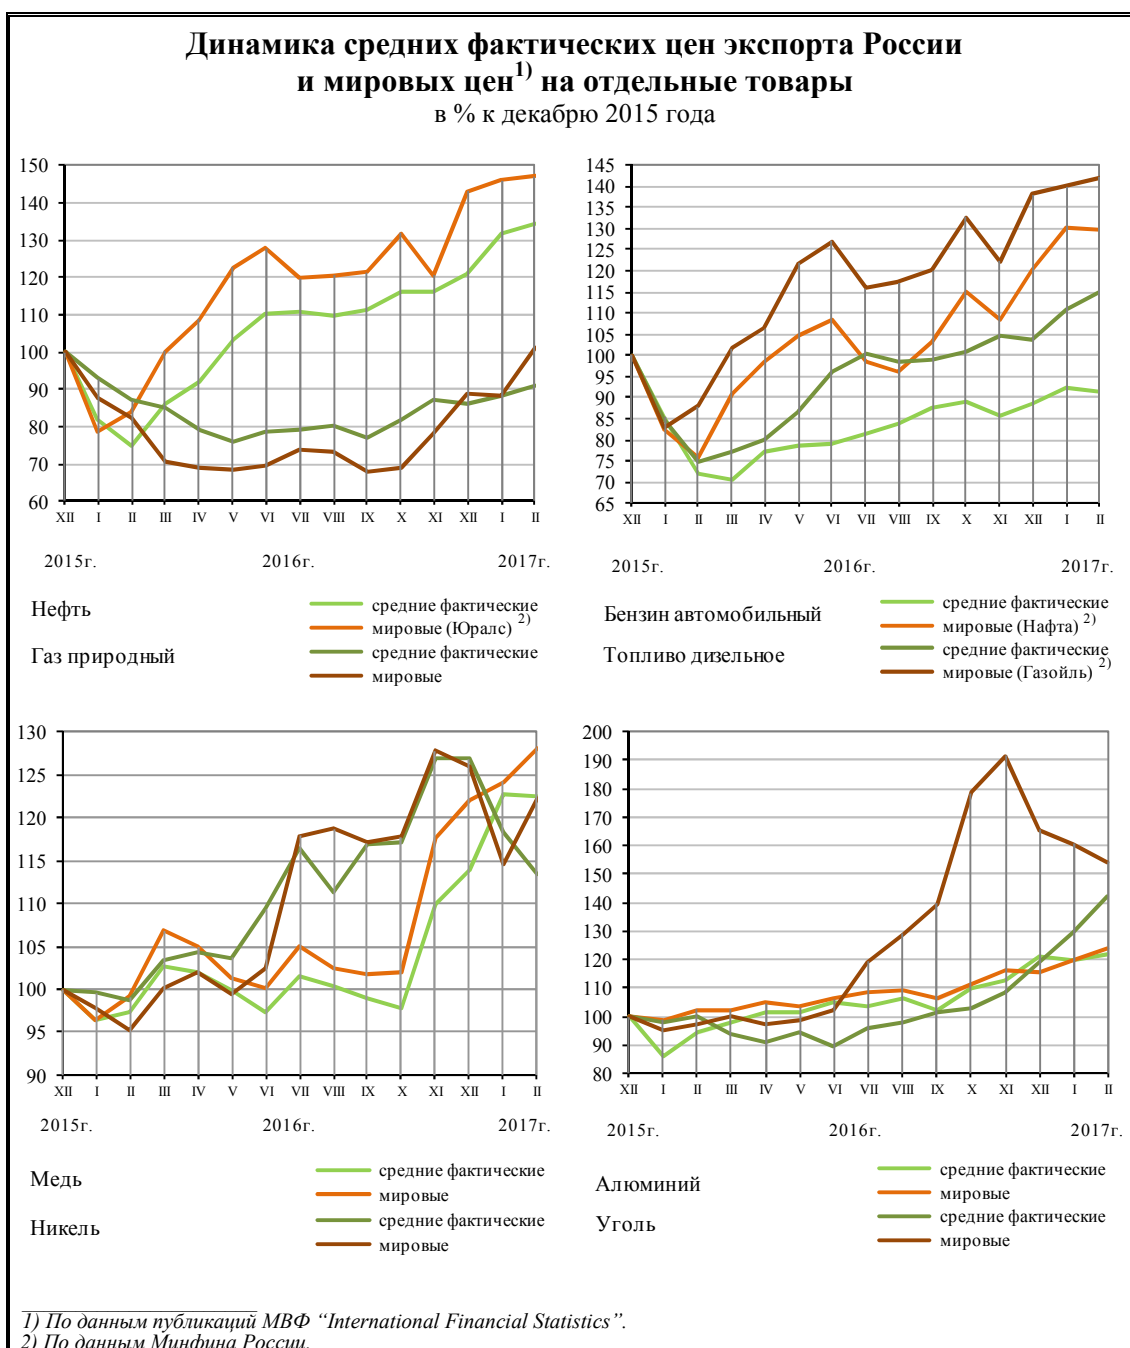 Динамика средних фактических цен экспорта России
и мировых цен1) на отдельные товары
в % к декабрю 2015 года
150
140
130
120
110
100
90
80
70
60
XII I II III IV V VI VII VIII IX X XI XII I II
2015г. 2016г. 2017г.
Нефть
средние фактические
мировые (Юралс) 2)
Газ природный
средние фактические
мировые
145
140
135
130
125
120
115
110
105
100
95
90
85
80
75
70
65
XII I II III IV V VI VII VIII IX X XI XII I II
2015г. 2016г. 2017г.
Бензин автомобильный
средние фактические
мировые (Нафта) 2)
Топливо дизельное
средние фактические
мировые (Газойль) 2)
130
125
120
115
110
105
100
95
90
XII I II III IV V VI VII VIII IX X XI XII I II
2015г. 2016г. 2017г.
Медь
средние фактические
мировые
Никель
средние фактические
мировые
200
190
180
170
160
150
140
130
120
110
100
90
80
XII I II III IV V VI VII VIII IX X XI XII I II
2015г. 2016г. 2017г.
Алюминий
средние фактические
мировые
Уголь
средние фактические
мировые
1) По данным публикаций МВФ “International Financial Statistics”.
2) По данным Минфина России.